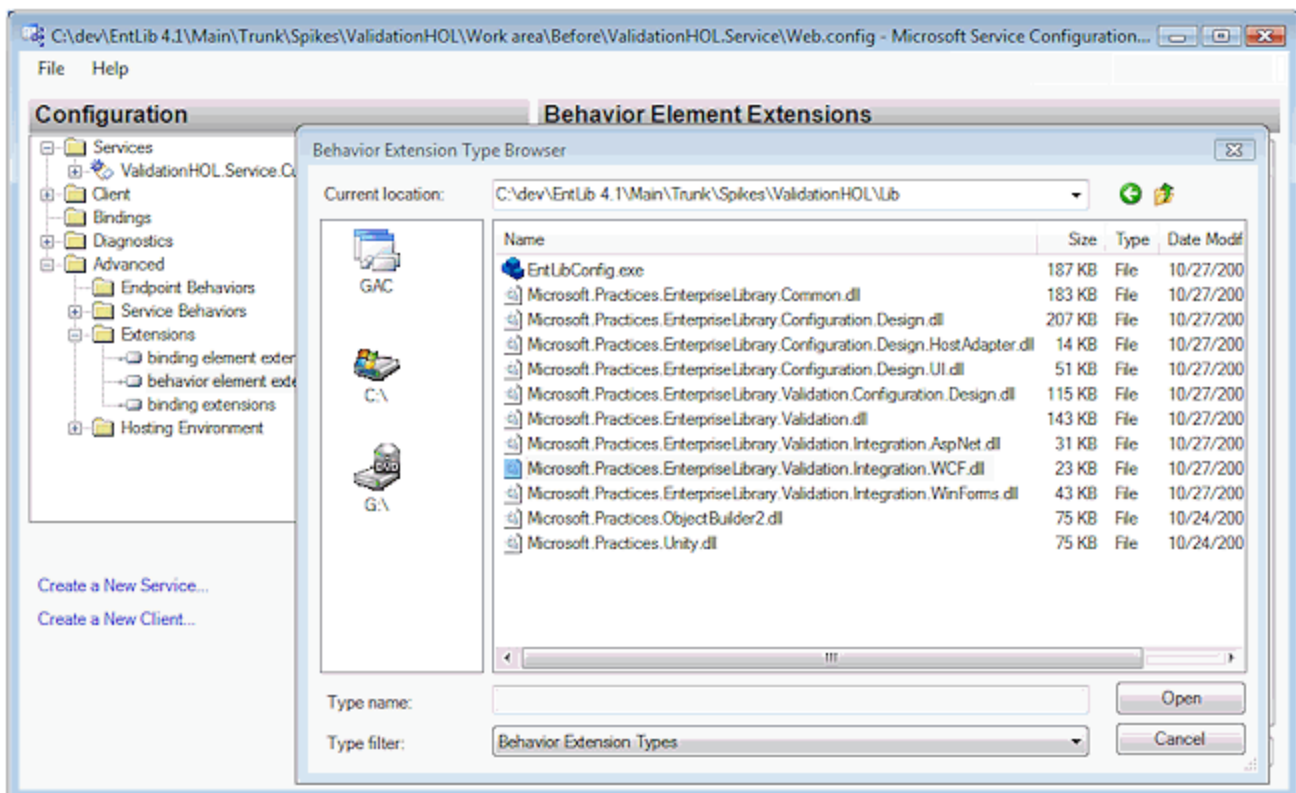 C:\dev\EntLib 4.1\Main\Trunk\Spikes\ValidationHOL\Work area\Before\ValidationHOL.Service\Web.config - Microsoft Service Configuration...
File Help
Configuration
Behavior Element Extensions
Services
ValidationHOL.Service.Cu
Client
Bindings
Diagnostics
Advanced
Endpoint Behaviors
Service Behaviors
Extensions
binding element exter
behavior element exte
binding extensions
Hosting Environment
Create a New Service...
Create a New Client...
Behavior Extension Type Browser
Current location: C:\dev\EntLib 4.1\Main\Trunk\Spikes\ValidationHOL\Lib
GAC
C:\
G:\
Name Size Type Date Modif
EntLibConfig.exe 187 KB File 10/27/200
Microsoft.Practices.EnterpriseLibrary.Common.dll 183 KB File 10/27/200
Microsoft.Practices.EnterpriseLibrary.Configuration.Design.dll 207 KB File 10/27/200
Microsoft.Practices.EnterpriseLibrary.Configuration.Design.HostAdapter.dll 14 KB File 10/27/200
Microsoft.Practices.EnterpriseLibrary.Configuration.Design.UI.dll 51 KB File 10/27/200
Microsoft.Practices.EnterpriseLibrary.Validation.Configuration.Design.dll 115 KB File 10/27/200
Microsoft.Practices.EnterpriseLibrary.Validation.dll 143 KB File 10/27/200
Microsoft.Practices.EnterpriseLibrary.Validation.Integration.AspNet.dll 31 KB File 10/27/200
Microsoft.Practices.EnterpriseLibrary.Validation.Integration.WCF.dll 23 KB File 10/27/200
Microsoft.Practices.EnterpriseLibrary.Validation.Integration.WinForms.dll 43 KB File 10/27/200
Microsoft.Practices.ObjectBuilder2.dll 75 KB File 10/24/200
Microsoft.Practices.Unity.dll 75 KB File 10/24/200
Type name:
Open
Type filter: Behavior Extension Types
Cancel